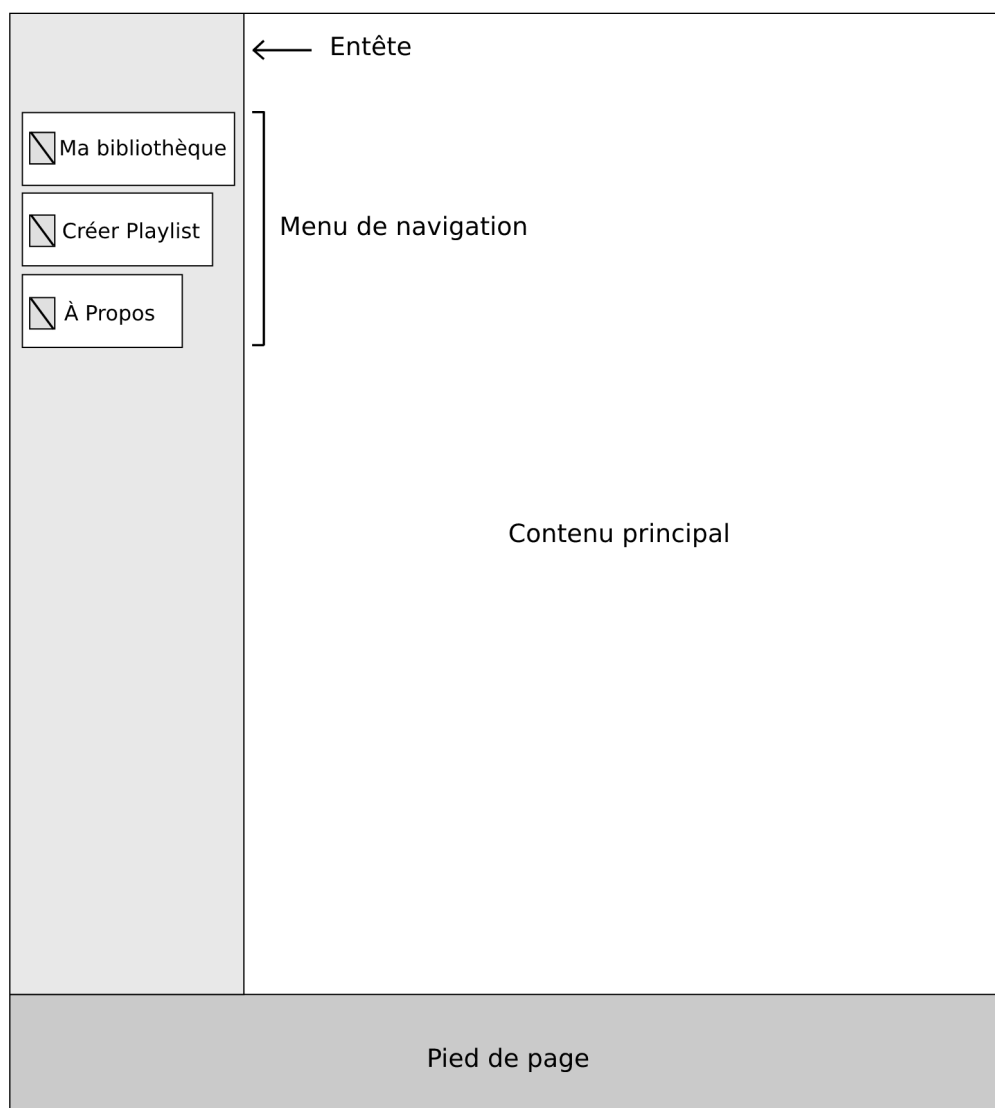 Entête
Ma bibliothèque
Créer Playlist
Menu de navigation
À Propos
Contenu principal
Pied de page